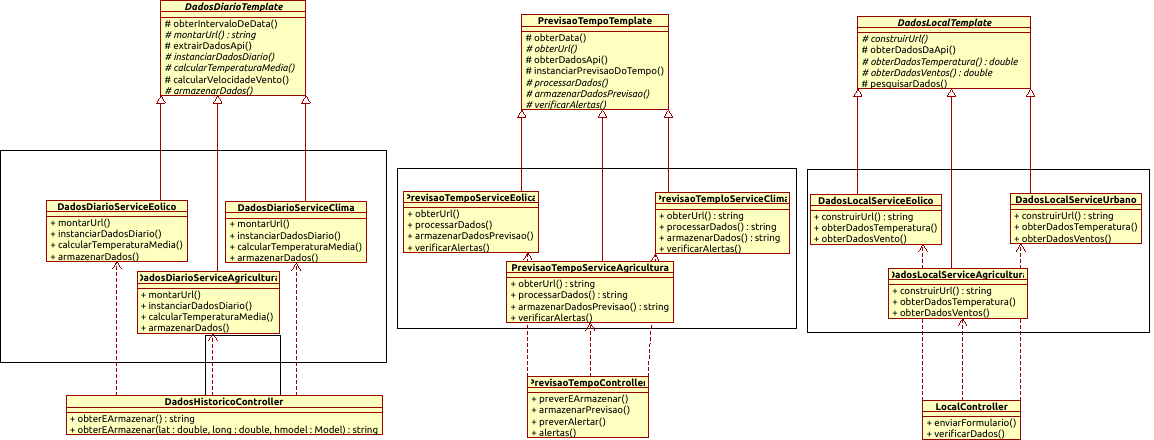 DadosDiarioTemplate
# obterIntervaloDeData()
# montarUrl() : string
# extrairDadosApi()
# instanciarDadosDiario()
# calcularTemperaturaMedia()
# calcularVelocidadeVento()
# armazenarDados()
DadosDiarioServiceEolico
+ montarUrl()
+ instanciarDadosDiario()
+ calcularTemperaturaMedia()
+ armazenarDados()
DadosDiarioServiceClima
+ montarUrl()
+ instanciarDadosDiario()
+ calcularTemperaturaMedia()
+ armazenarDados()
DadosDiarioServiceAgricultura
+ montarUrl()
+ instanciarDadosDiario()
+ calcularTemperaturaMedia()
+ armazenarDados()
DadosHistoricoController
+ obterEArmazenar() : string
+ obterEArmazenar(lat : double, long : double, hmodel : Model) : string
PrevisaoTempoTemplate
# obterData()
# obterUrl()
# obterDadosApi()
# instanciarPrevisaoDoTempo()
# processarDados()
# armazenarDadosPrevisao()
# verificarAlertas()
PrevisaoTempoServiceEolica
+ obterUrl()
+ processarDados()
+ armazenarDadosPrevisao()
+ verificarAlertas()
PrevisaoTemploServiceClima
+ obterUrl() : string
+ processarDados() : string
+ armazenarDados() : string
+ verificarAlertas()
PrevisaoTempoServiceAgricultura
+ obterUrl() : string
+ processarDados() : string
+ armazenarDadosPrevisao() : string
+ verificarAlertas()
PrevisaoTempoController
+ preverEArmazenar()
+ armazenarPrevisao()
+ preverAlertar()
+ alertas()
DadosLocalTemplate
# construirUrl()
# obterDadosDaApi()
# obterDadosTemperatura() : double
# obterDadosVentos() : double
# pesquisarDados()
DadosLocalServiceEolico
+ construirUrl() : string
+ obterDadosTemperatura()
+ obterDadosVento()
DadosLocalServiceUrbano
+ construirUrl() : string
+ obterDadosTemperatura()
+ obterDadosVentos()
DadosLocalServiceAgricultura
+ construirUrl() : string
+ obterDadosTemperatura()
+ obterDadosVentos()
LocalController
+ enviarFormulario()
+ verificarDados()